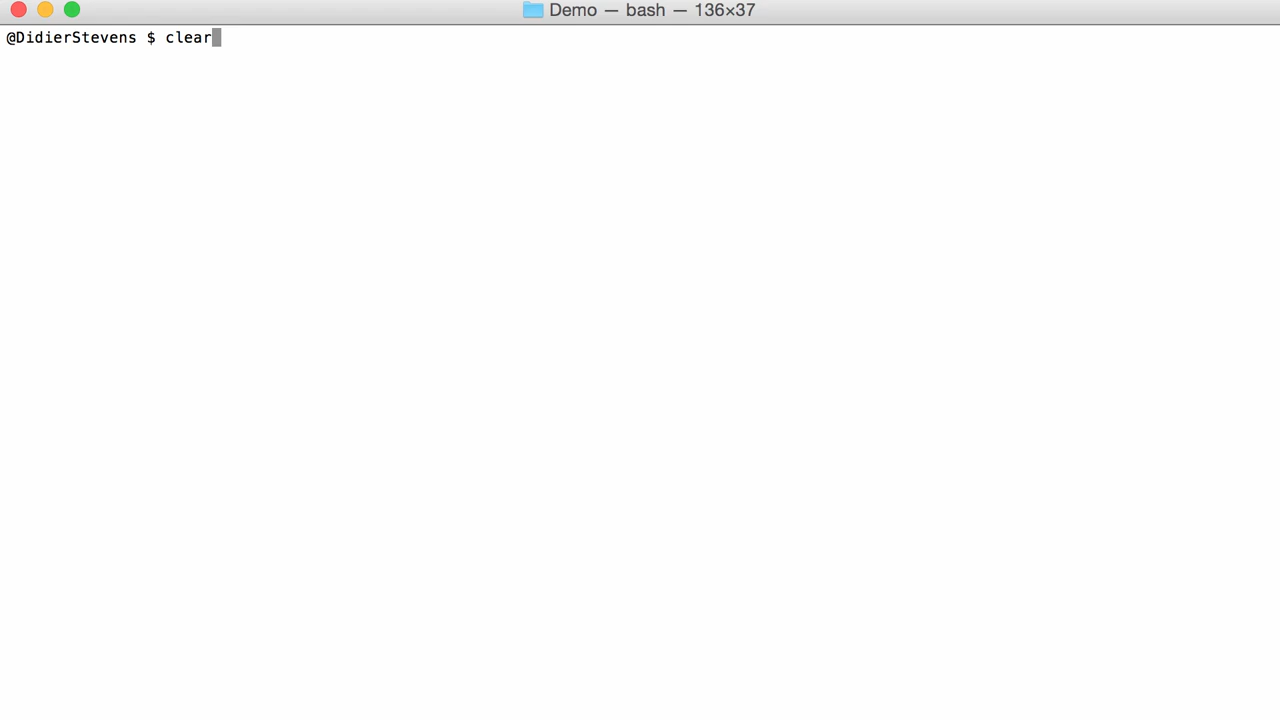 Demo — bash — 136×37
@DidierStevens $ clear